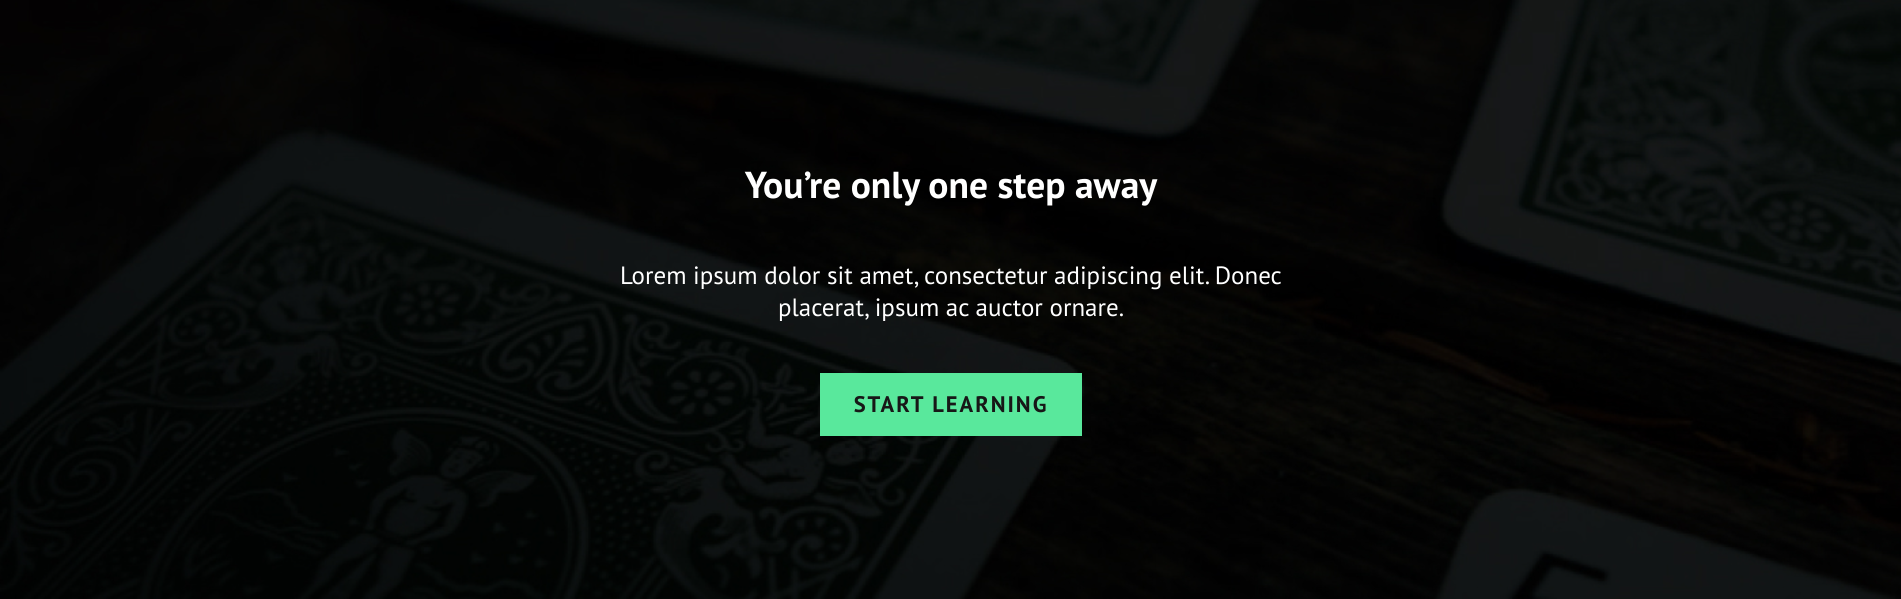 You’re only one step away
Lorem ipsum dolor sit amet, consectetur adipiscing elit. Donec
placerat, ipsum ac auctor ornare.
START LEARNING